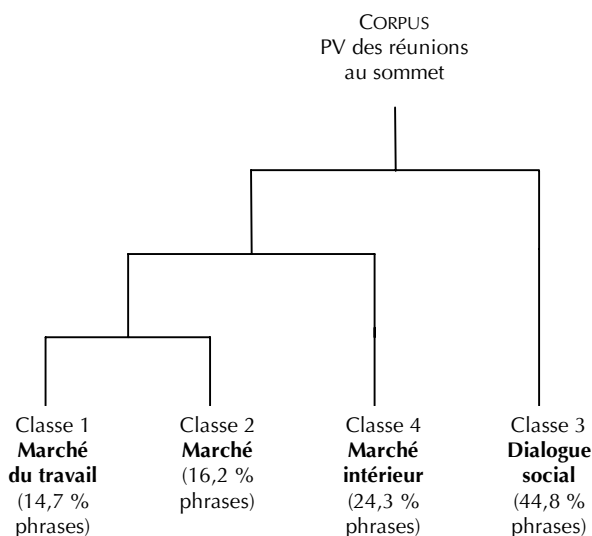 CORPUS
PV des réunions
au sommet
Classe 1
Marché
du travail
(14,7 %
phrases)
Classe 2
Marché
(16,2 %
phrases)
Classe 4
Marché
intérieur
(24,3 %
phrases)
Classe 3
Dialogue
social
(44,8 %
phrases)